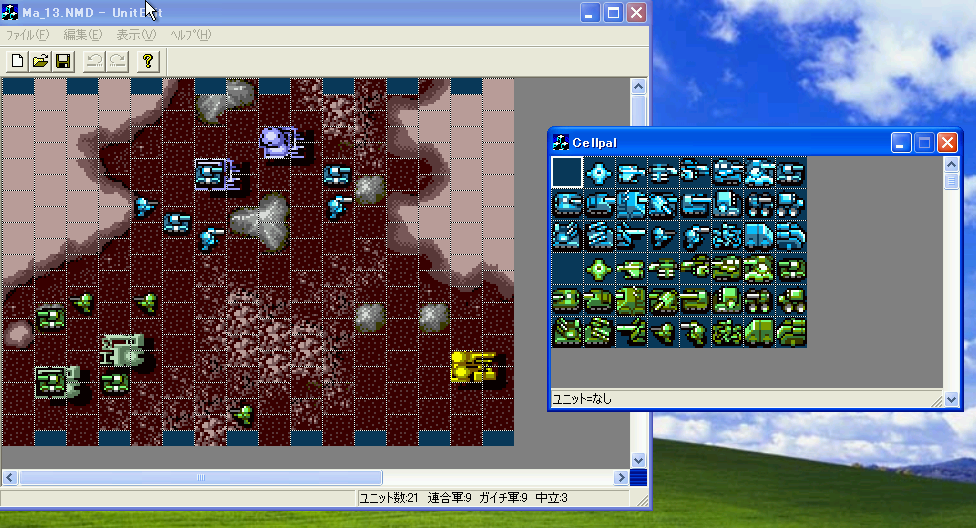 Ma_13.NMD - UnitEdit
ファイル(F) 編集(E) 表示(V) ヘルプ(H)
Cellpal
ユニット=なし
ユニット数:21 連合軍:9 ガイチ軍:9 中立:3